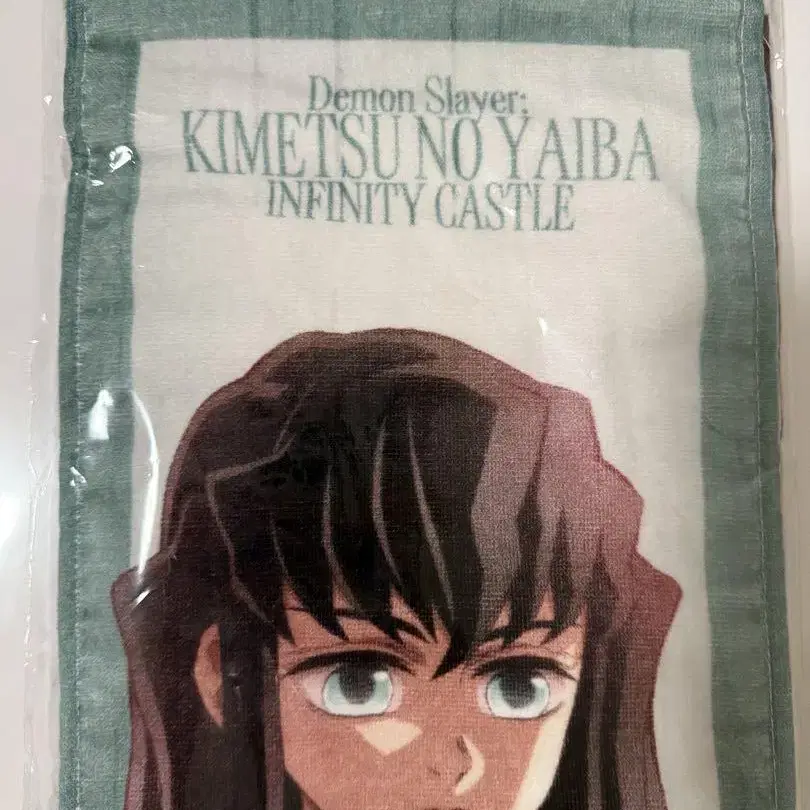 Demon Slayer:
KIMETSU NO YAIBA
INFINITY CASTLE